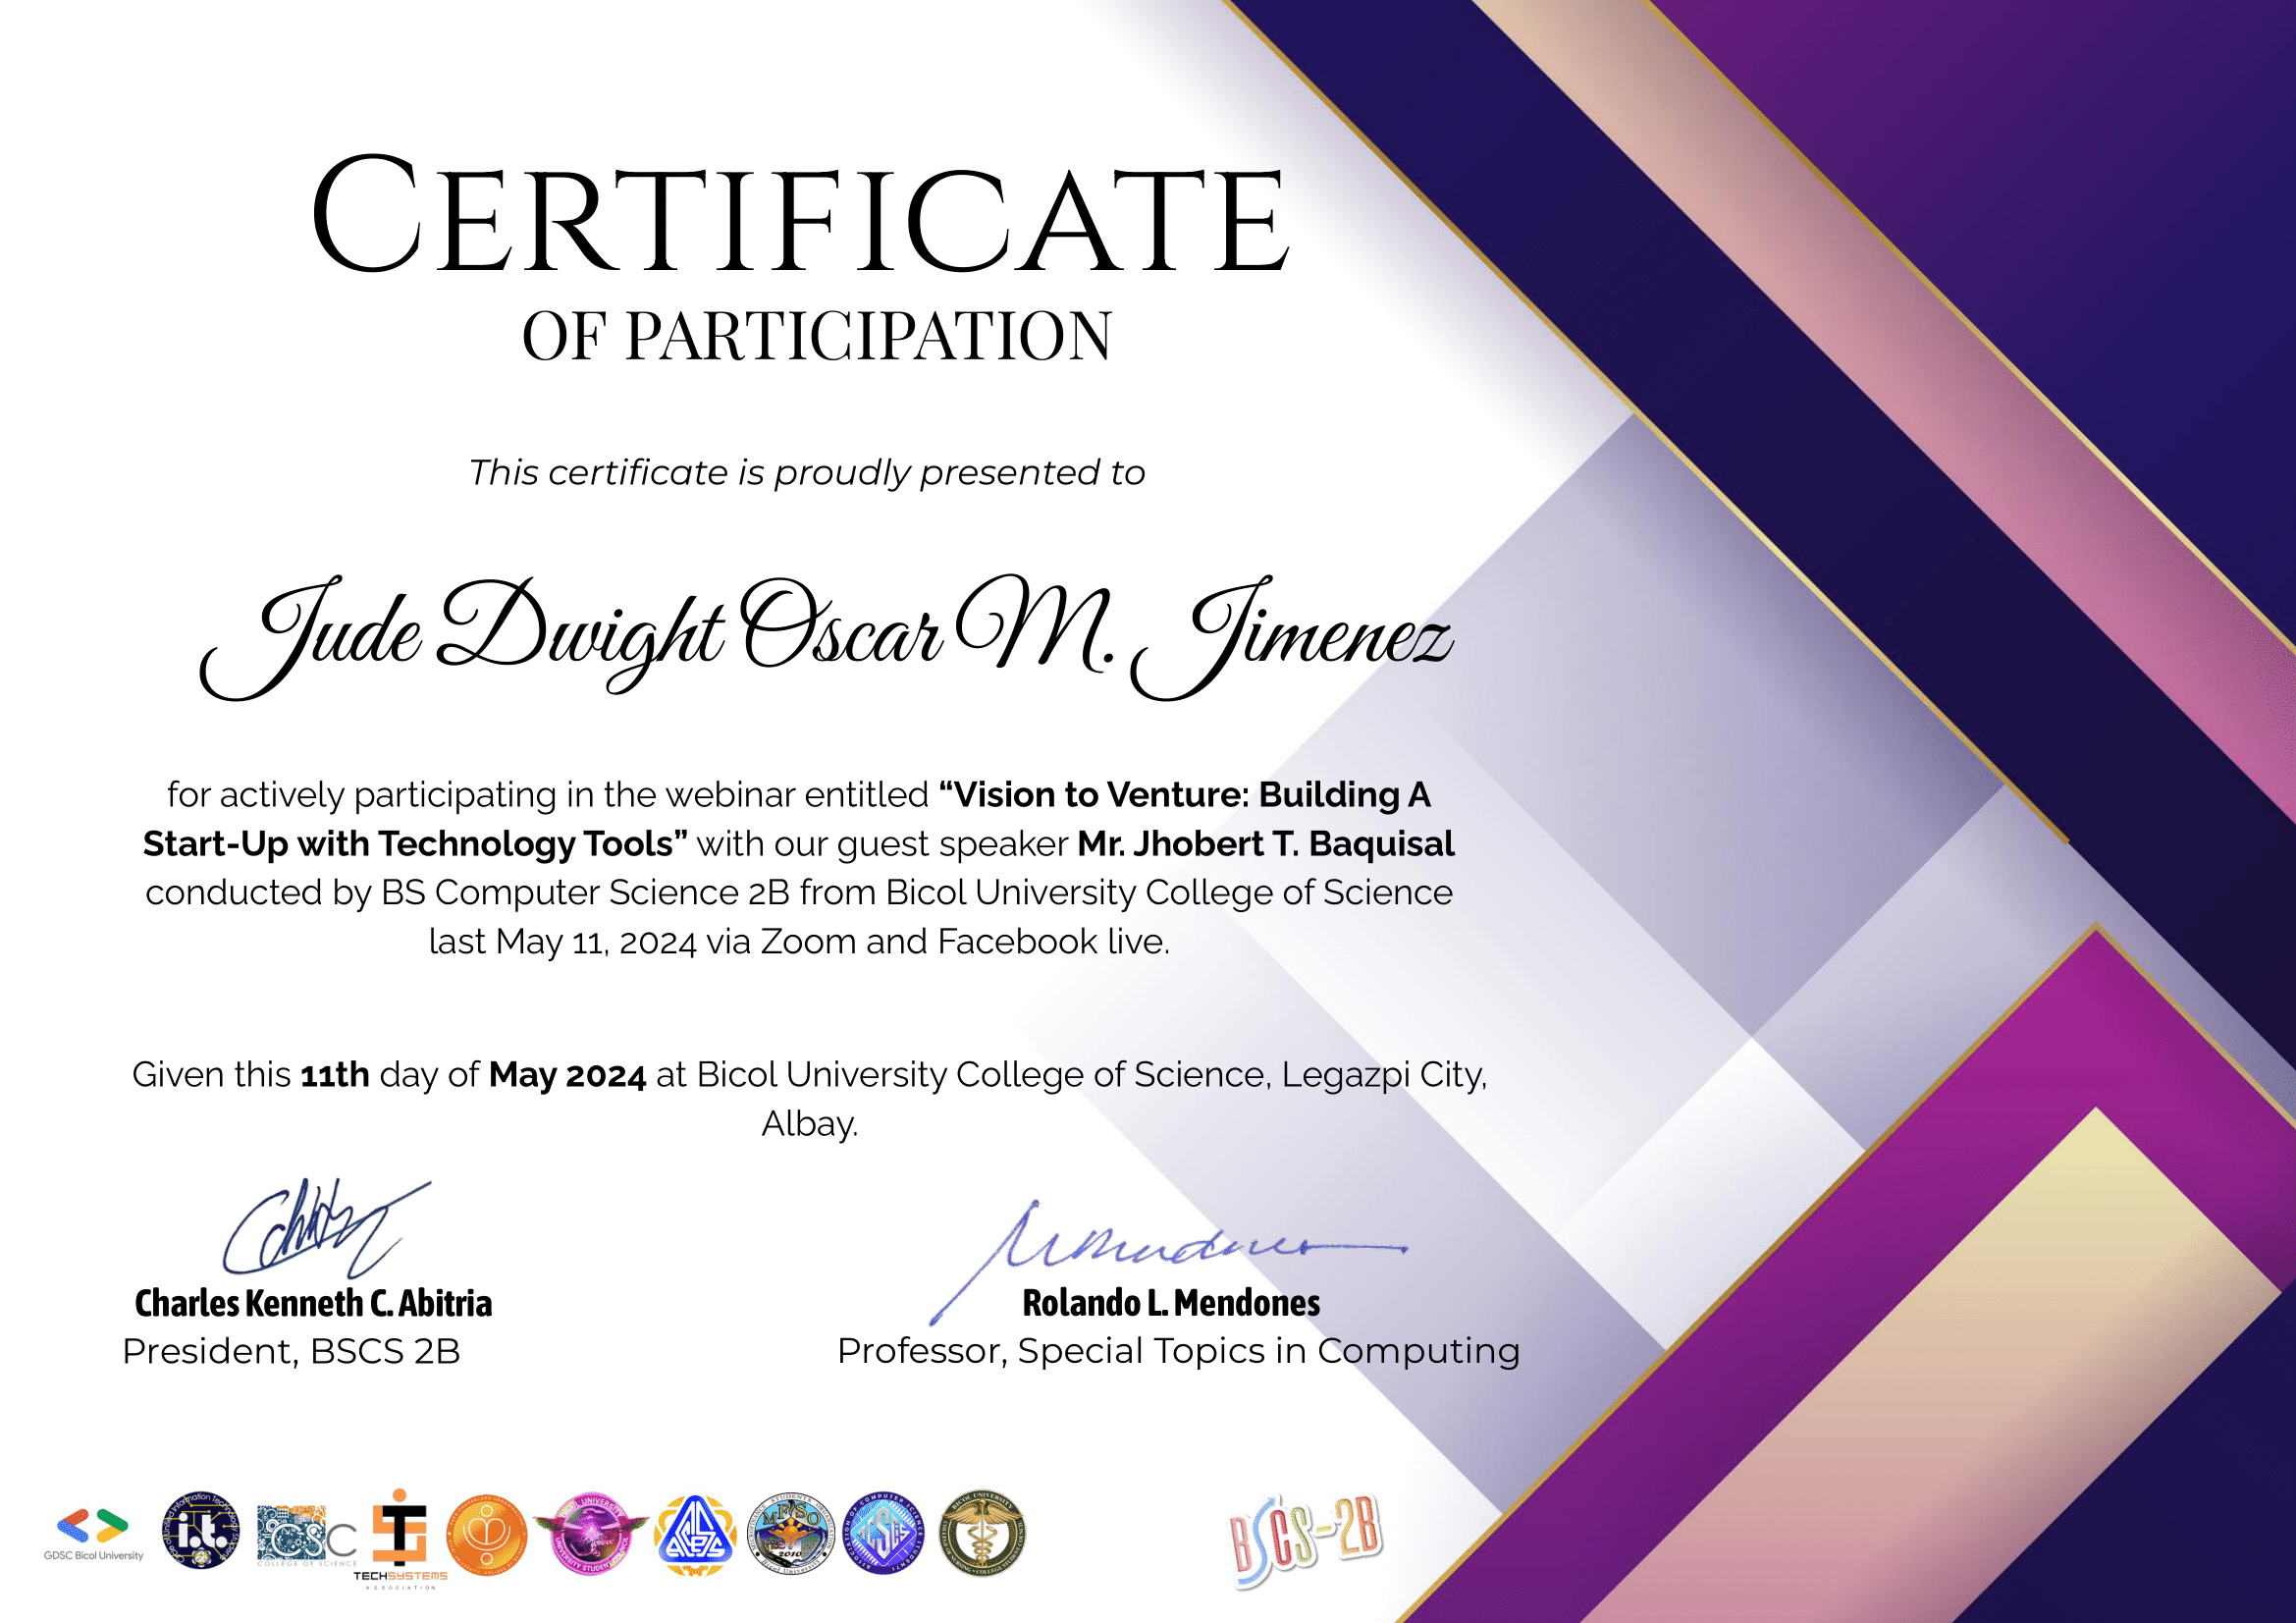 CERTIFICATE
OF PARTICIPATION
This certificate is proudly presented to
Jude Dwight Oscar M. Jimenez
for actively participating in the webinar entitled “Vision to Venture: Building A
Start-Up with Technology Tools” with our guest speaker Mr. Jhobert T. Baquisal
conducted by BS Computer Science 2B from Bicol University College of Science
last May 11, 2024 via Zoom and Facebook live.
Given this 11th day of May 2024 at Bicol University College of Science, Legazpi City,
Albay.
Charles Kenneth C. Abitria
President, BSCS 2B
Rolando L. Mendones
Professor, Special Topics in Computing
GDSC Bicol University
i.t.
CSC
COLLEGE OF SCIENCE
TECHSYSTEMS
ASSOCIATION
BSCS-2B